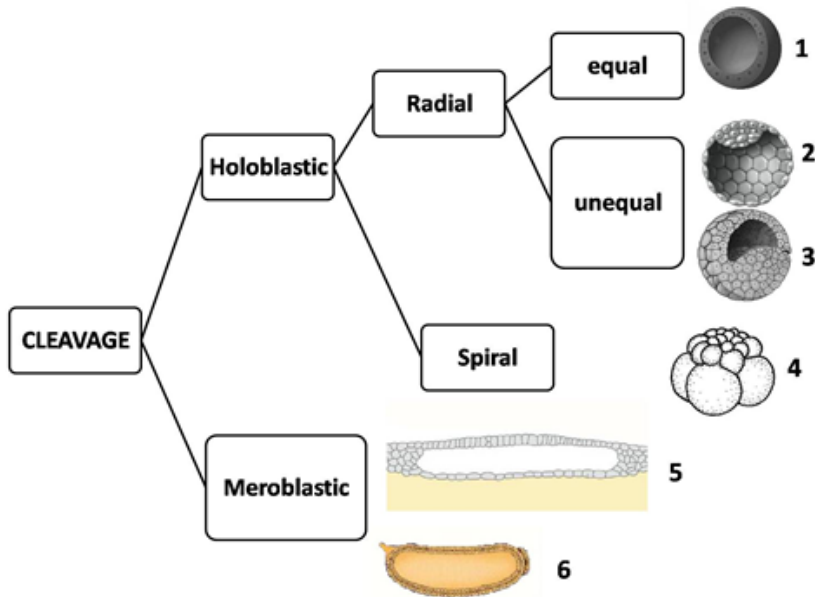 equal
1
Radial
2
Holoblastic
unequal
3
CLEAVAGE
Spiral
4
Meroblastic
5
6